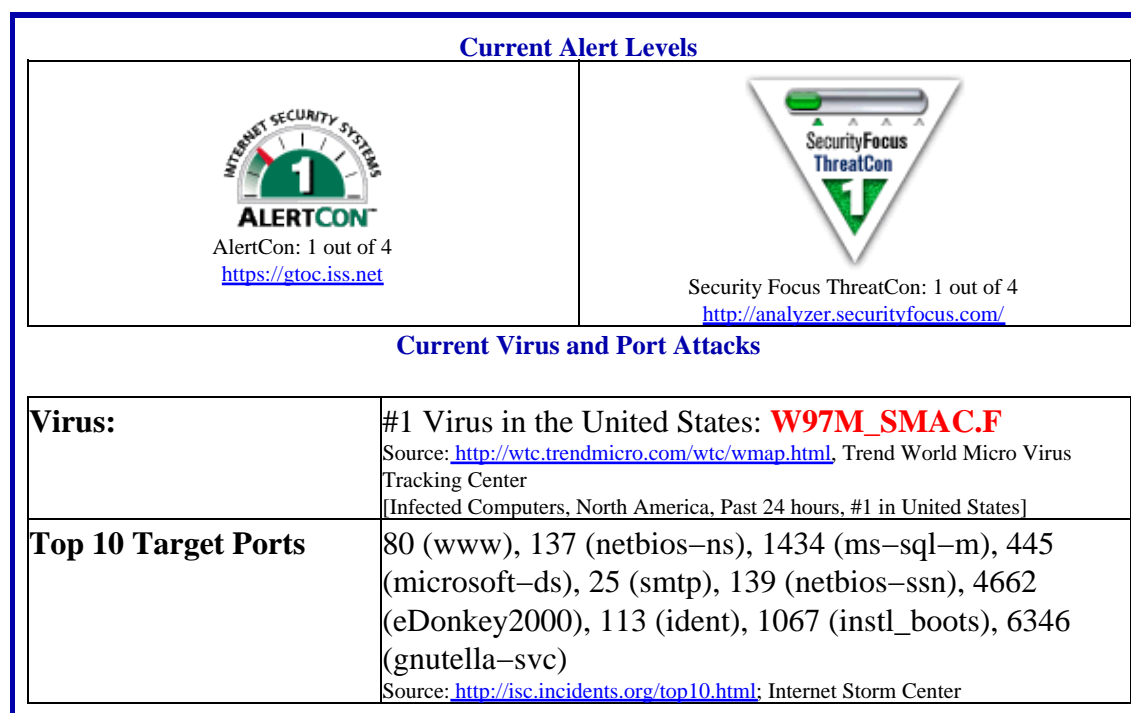 Current Alert Levels
INTERNET SECURITY SYSTEMS
1
ALERTCON™
AlertCon: 1 out of 4
https://gtoc.iss.net
SecurityFocus
ThreatCon
1
Security Focus ThreatCon: 1 out of 4
http://analyzer.securityfocus.com/
Current Virus and Port Attacks
Virus:
#1 Virus in the United States: W97M_SMAC.F
Source: http://wtc.trendmicro.com/wtc/wmap.html, Trend World Micro Virus
Tracking Center
[Infected Computers, North America, Past 24 hours, #1 in United States]
Top 10 Target Ports
80 (www), 137 (netbios−ns), 1434 (ms−sql−m), 445
(microsoft−ds), 25 (smtp), 139 (netbios−ssn), 4662
(eDonkey2000), 113 (ident), 1067 (instl_boots), 6346
(gnutella−svc)
Source: http://isc.incidents.org/top10.html; Internet Storm Center